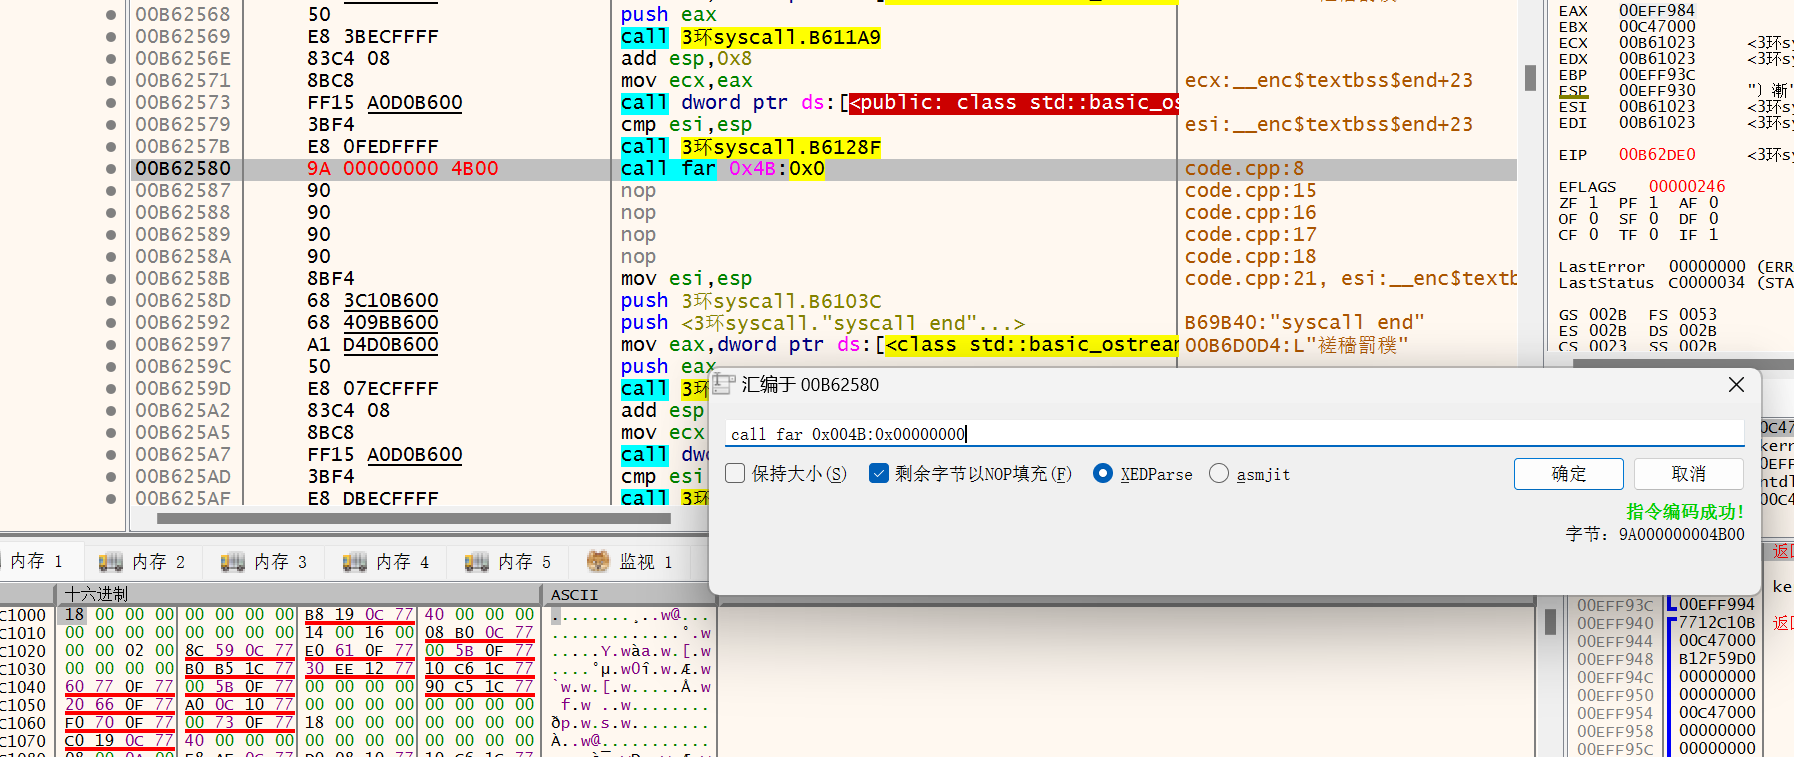 00B62568 50 push eax
00B62569 E8 3BECFFFF call 3环syscall.B611A9
00B6256E 83C4 08 add esp,0x8
00B62571 8BC8 mov ecx,eax ecx:__enc$textbss$end+23
00B62573 FF15 A0D0B600 call dword ptr ds:[<public: class std::basic_os
00B62579 3BF4 cmp esi,esp esi:__enc$textbss$end+23
00B6257B E8 0FEDFFFF call 3环syscall.B6128F
00B62580 9A 00000000 4B00 call far 0x4B:0x0 code.cpp:8
00B62587 90 nop code.cpp:15
00B62588 90 nop code.cpp:16
00B62589 90 nop code.cpp:17
00B6258A 90 nop code.cpp:18
00B6258B 8BF4 mov esi,esp code.cpp:21, esi:__enc$textb
00B6258D 68 3C10B600 push 3环syscall.B6103C
00B62592 68 409BB600 push <3环syscall."syscall end"...> B69B40:"syscall end"
00B62597 A1 D4D0B600 mov eax,dword ptr ds:[<class std::basic_ostrean 00B6D0D4:L"
00B6259C 50 push eax
00B6259D E8 07ECFFFF call 3环
00B625A2 83C4 08 add esp
00B625A5 8BC8 mov ecx
00B625A7 FF15 A0D0B600 call dwo
00B625AD 3BF4 cmp esi
00B625AF E8 DBECFFFF call 3环
EAX 00EFF984
EBX 00C47000
ECX 00B61023 <3环sy
EDX 00B61023 <3环sy
EBP 00EFF93C
ESP 00EFF930
ESI 00B61023 <3环sy
EDI 00B61023 <3环sy
EIP 00B62DE0 <3环sy
EFLAGS 00000246
ZF 1 PF 1 AF 0
OF 0 SF 0 DF 0
CF 0 TF 0 IF 1
LastError 00000000 (ERR
LastStatus C0000034 (STA
GS 002B FS 0053
ES 002B DS 002B
CS 0023 SS 002B
汇编于 00B62580
call far 0x004B:0x00000000
保持大小(S) 剩余字节以NOP填充(F) XEDParse asmjit 确定 取消
指令编码成功!
字节: 9A000000004B00
内存 1 内存 2 内存 3 内存 4 内存 5 监视 1
十六进制 ASCII
C1000 18 00 00 00 00 00 00 00 B8 19 0C 77 40 00 00 00 .........¸..w@...
C1010 00 00 00 00 00 00 00 00 14 00 16 00 08 B0 0C 77 .............°.w
C1020 00 00 02 00 8C 59 0C 77 E0 61 0F 77 00 5B 0F 77 .....Y.wàa.w.[.w
C1030 00 00 00 00 B0 B5 1C 77 30 EE 12 77 10 C6 1C 77 ....°µ.w0î.w.Æ.w
C1040 60 77 0F 77 00 5B 0F 77 00 00 00 00 90 C5 1C 77 `w.w.[.w.....Å.w
C1050 20 66 0F 77 A0 0C 10 77 00 00 00 00 00 00 00 00 f.w ..w........
C1060 F0 70 0F 77 00 73 0F 77 18 00 00 00 00 00 00 00 ðp.w.s.w........
C1070 C0 19 0C 77 40 00 00 00 00 00 00 00 00 00 00 00 À..w@...........
00EFF93C 00EFF994
00EFF940 7712C10B
00EFF944 00C47000
00EFF948 B12F59D0
00EFF94C 00000000
00EFF950 00000000
00EFF954 00C47000
00EFF958 00000000
00EFF95C 00000000